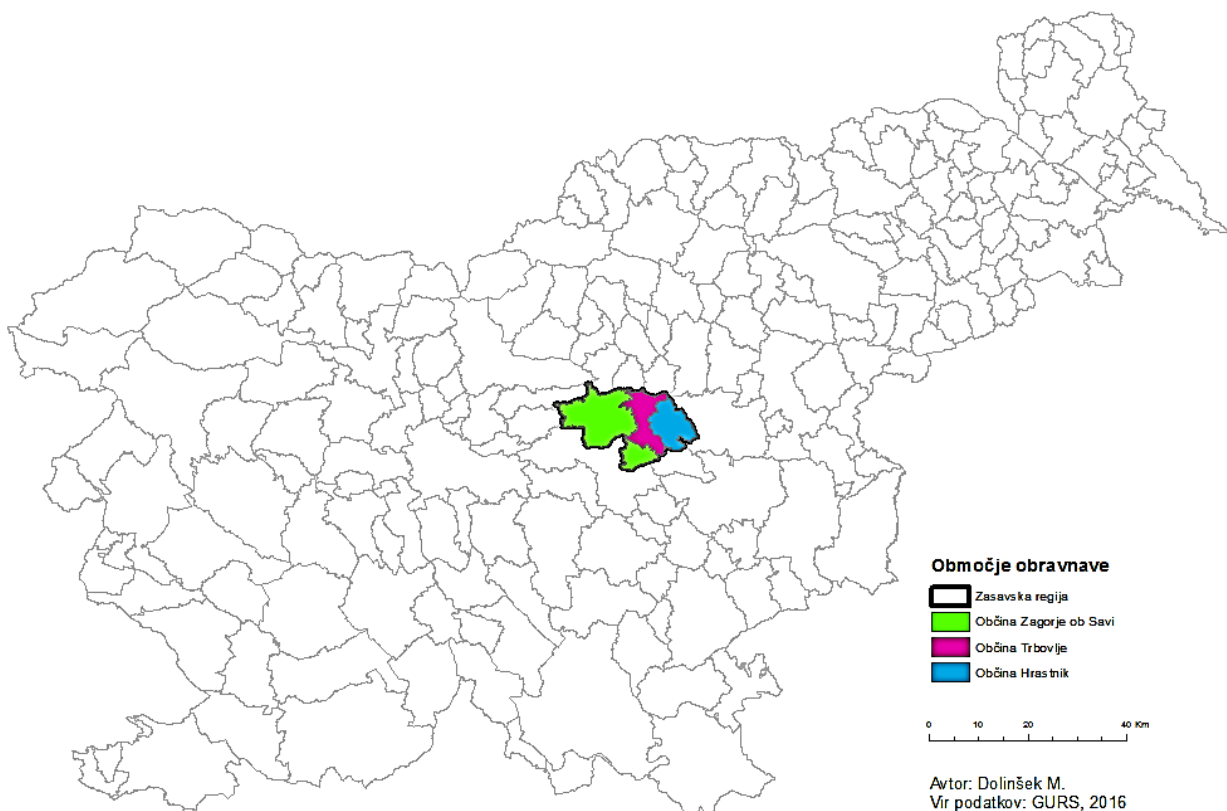 Območje obravnave
Zasavska regija
Občina Zagorje ob Savi
Občina Trbovlje
Občina Hrastnik
0 10 20 40 Km
Avtor: Dolinšek M.
Vir podatkov: GURS, 2016